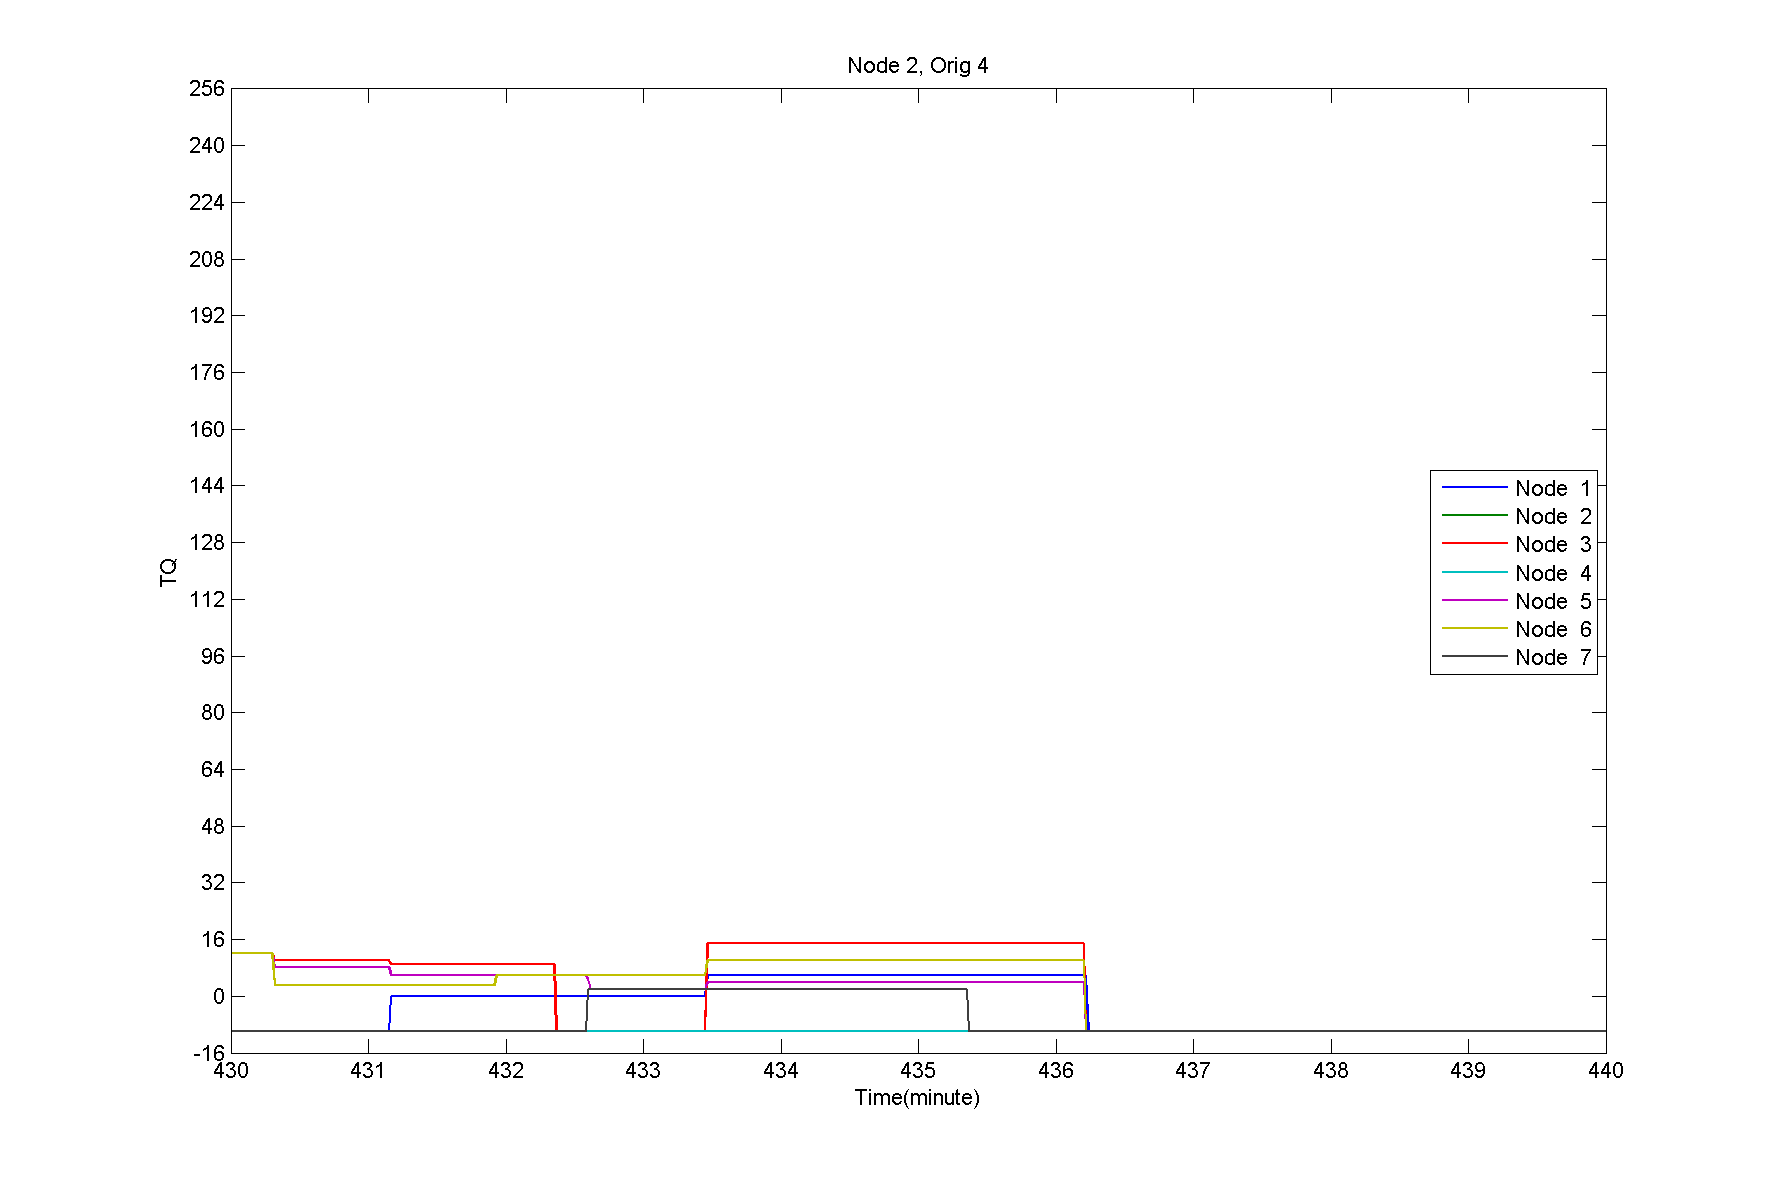 Node 2, Orig 4
256
240
224
208
192
176
160
144
128
112
96
80
64
48
32
16
0
-16
TQ
Node 1
Node 2
Node 3
Node 4
Node 5
Node 6
Node 7
430 431 432 433 434 435 436 437 438 439 440
Time(minute)